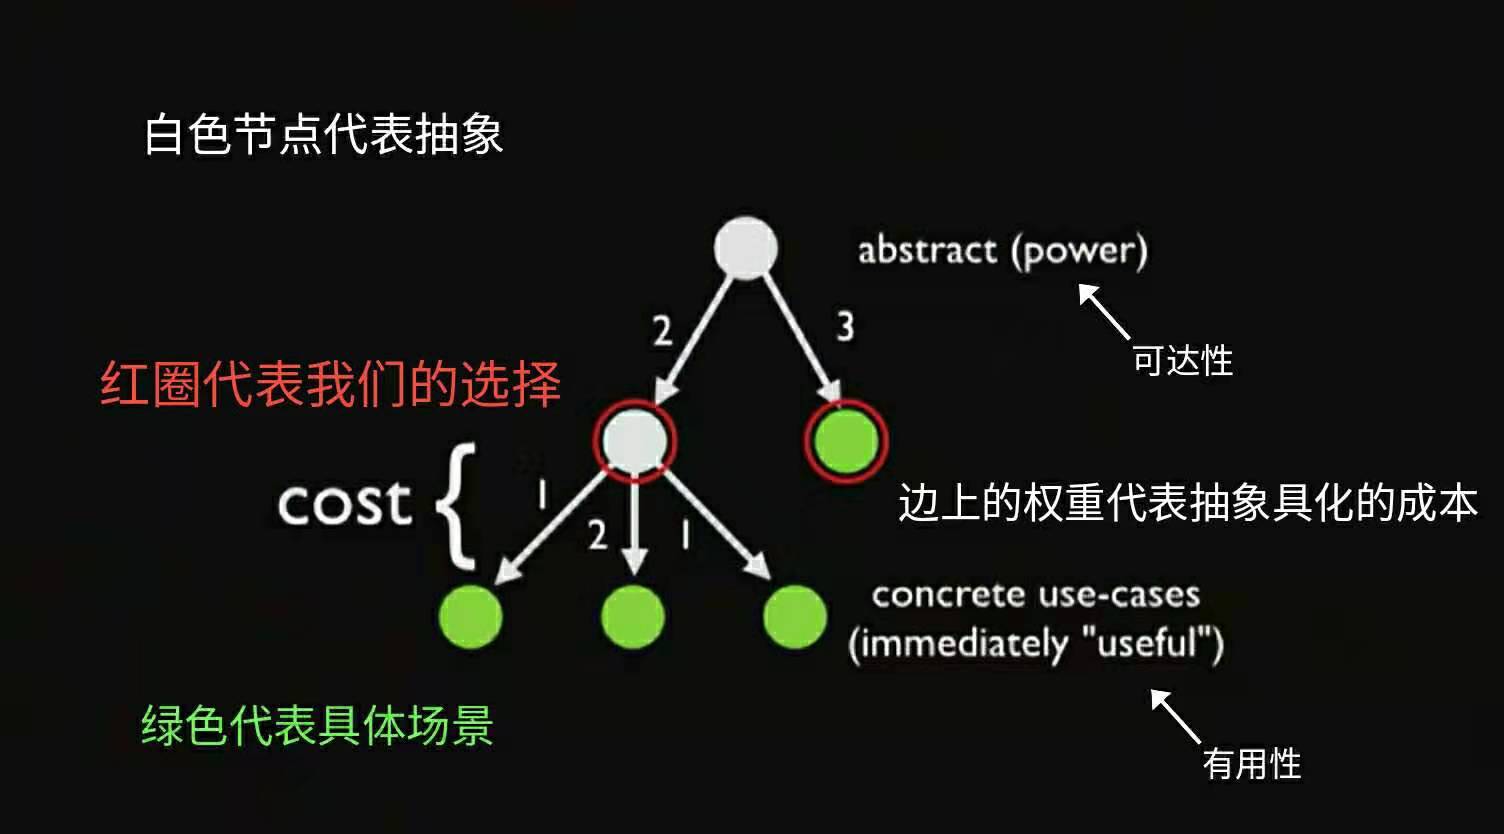 白色节点代表抽象
abstract (power)
2
3
可达性
红圈代表我们的选择
cost {
1
2
1
边上的权重代表抽象具化的成本
concrete use-cases
(immediately "useful")
绿色代表具体场景
有用性